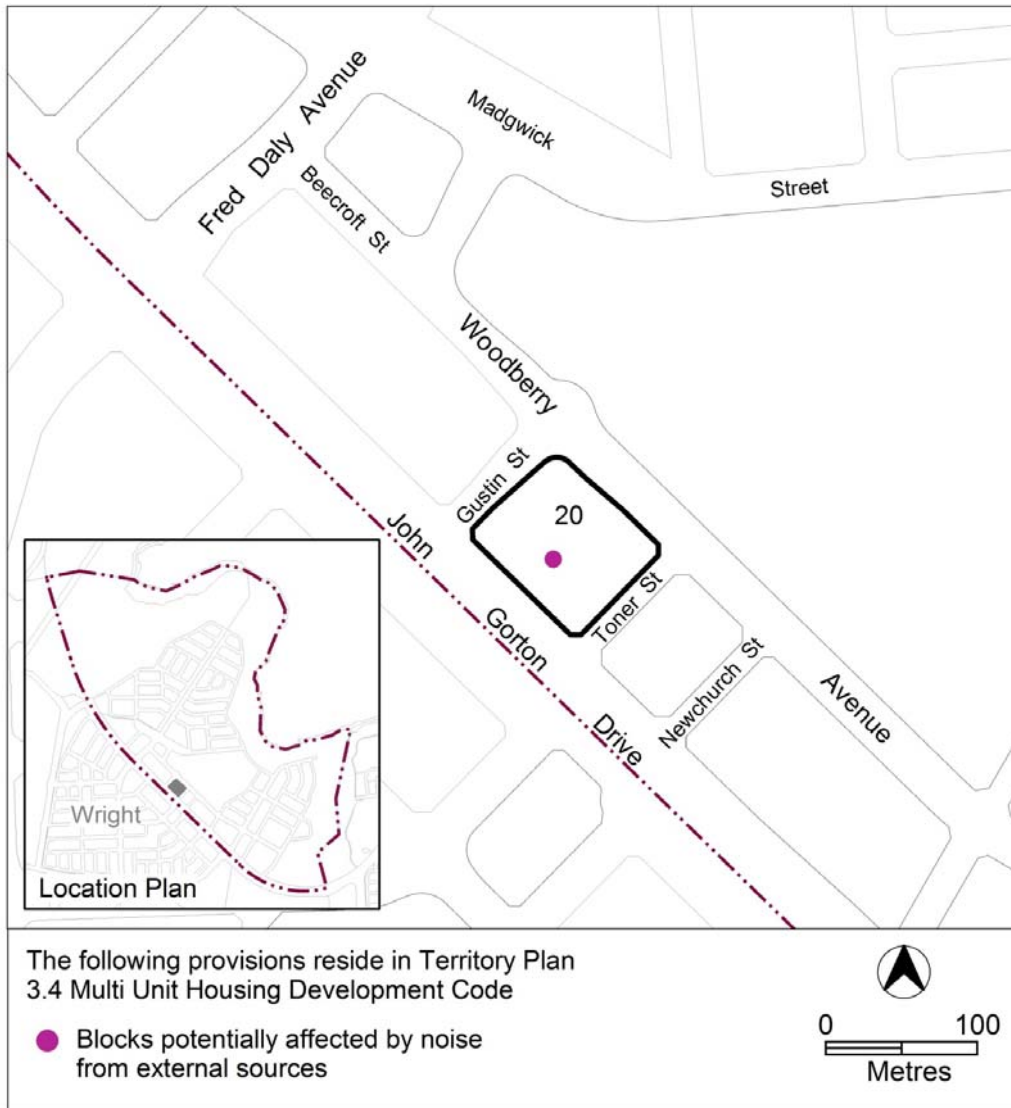 Fred Daly Avenue
Madgwick
Street
Beecroft St
Woodberry
Gustin St
20
John
Gorton
Toner St
Drive
Newchurch St
Avenue
Wright
Location Plan
The following provisions reside in Territory Plan
3.4 Multi Unit Housing Development Code
Blocks potentially affected by noise
from external sources
0 100
Metres